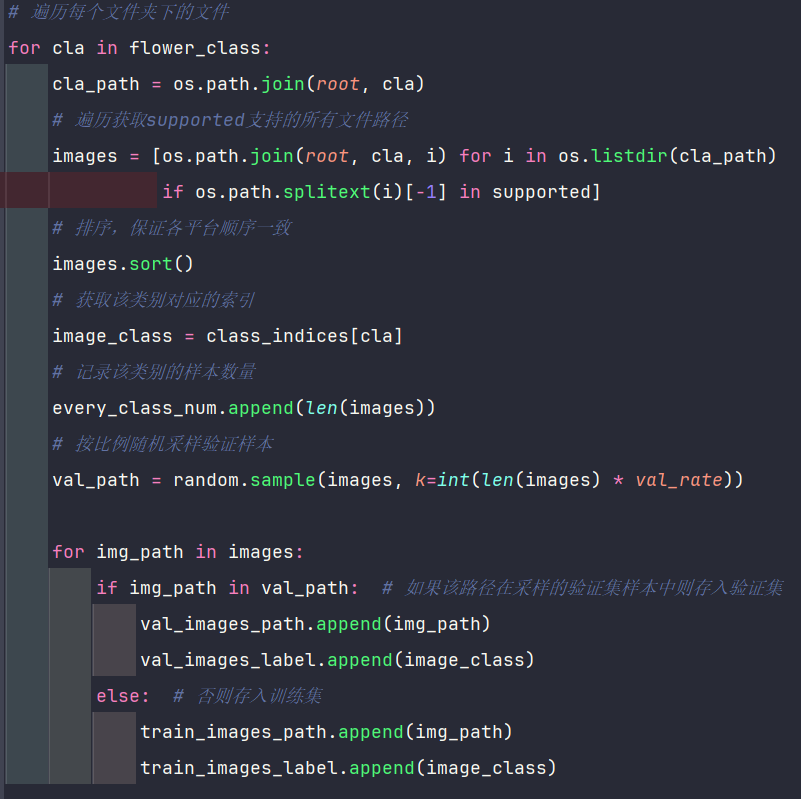 # 遍历每个文件夹下的文件
for cla in flower_class:
    cla_path = os.path.join(root, cla)
    # 遍历获取supported支持的所有文件路径
    images = [os.path.join(root, cla, i) for i in os.listdir(cla_path)
              if os.path.splitext(i)[-1] in supported]
    # 排序，保证各平台顺序一致
    images.sort()
    # 获取该类别对应的索引
    image_class = class_indices[cla]
    # 记录该类别的样本数量
    every_class_num.append(len(images))
    # 按比例随机采样验证样本
    val_path = random.sample(images, k=int(len(images) * val_rate))

    for img_path in images:
        if img_path in val_path:  # 如果该路径在采样的验证集样本中则存入验证集
            val_images_path.append(img_path)
            val_images_label.append(image_class)
        else:  # 否则存入训练集
            train_images_path.append(img_path)
            train_images_label.append(image_class)